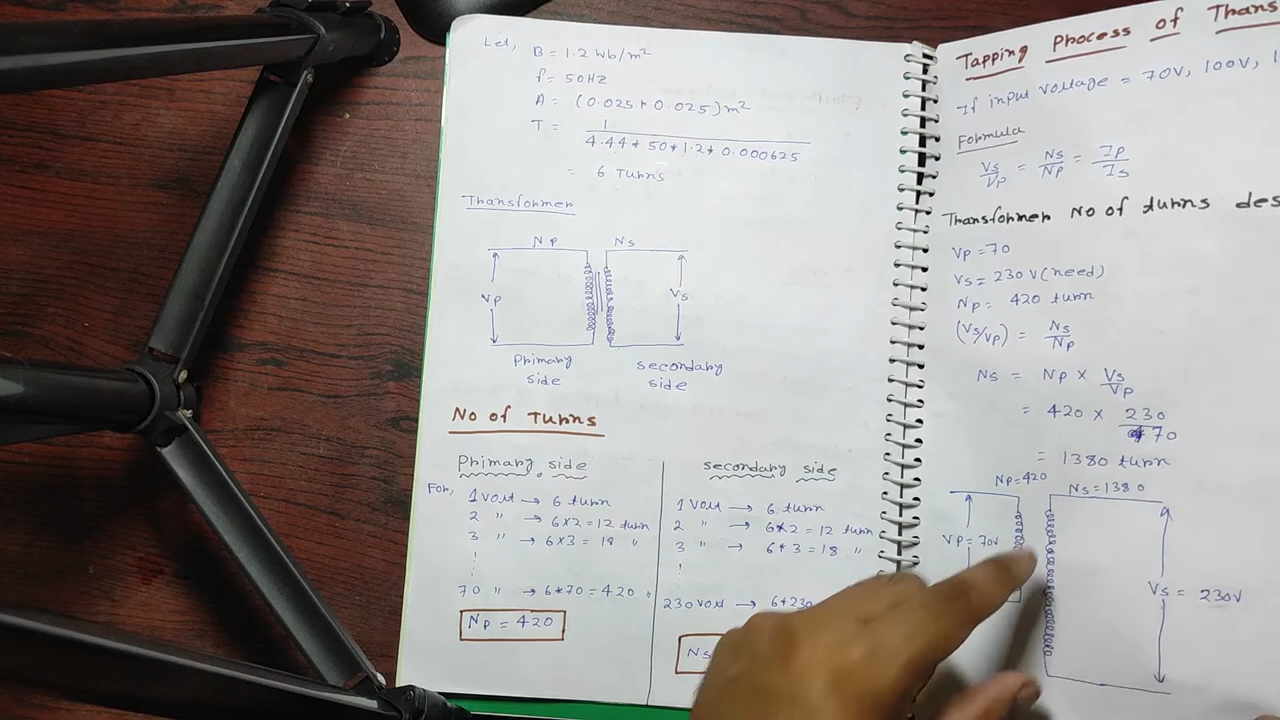 Let,
B = 1.2 Wb/m²
f = 50HZ
A = (0.025 * 0.025) m²
T = 1
4.44 * 50 * 1.2 * 0.000625
= 6 Turns
Transformer
NP NS
VP VS
Primary side
secondary side
No of Turns
Primary side
For,
1 volt → 6 turn
2 " → 6X2 = 12 turn
3 " → 6X3 = 18 "
70 " → 6*70 = 420 "
NP = 420
secondary side
1 volt → 6 turn
2 " → 6*2 = 12 turn
3 " → 6*3 = 18 "
230 volt → 6*230
NS
Tapping Process of Trans
If input voltage = 70V, 100V, 1
Formula
VS/VP = NS/NP = IP/IS
Transformer No of turns des
VP = 70
VS = 230 V (need)
NP = 420 turn
(VS/VP) = NS/NP
NS = NP × VS/VP
= 420 × 230/70
= 1380 turn
NP = 420 NS = 1380
VP = 70V
VS = 230V